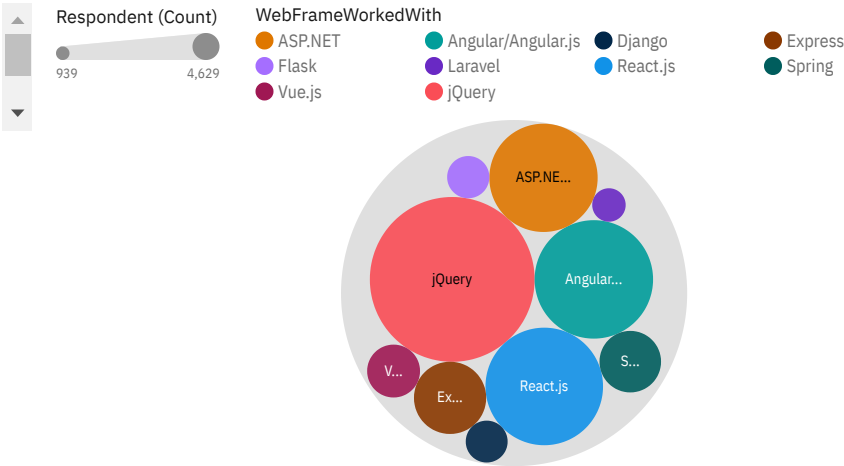 Respondent (Count)
939
4,629
WebFrameWorkedWith
ASP.NET
Angular/Angular.js
Django
Express
Flask
Laravel
React.js
Spring
Vue.js
jQuery
ASP.NE...
jQuery
Angular...
S...
V...
React.js
Ex...